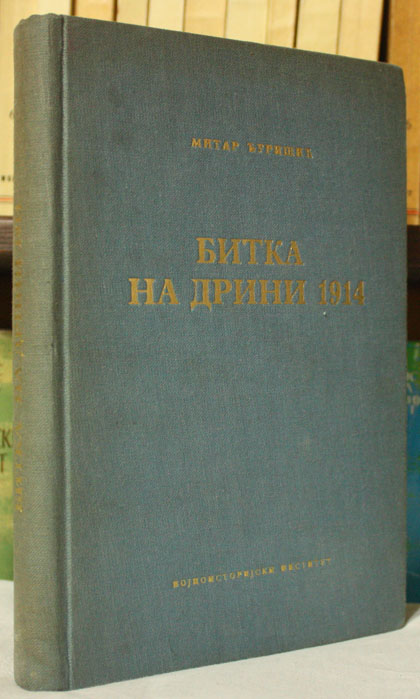 МИТАР ЂУРИШИЋ
БИТКА
НА ДРИНИ 1914
ВОЈНОИСТОРИЈСКИ ИНСТИТУТ